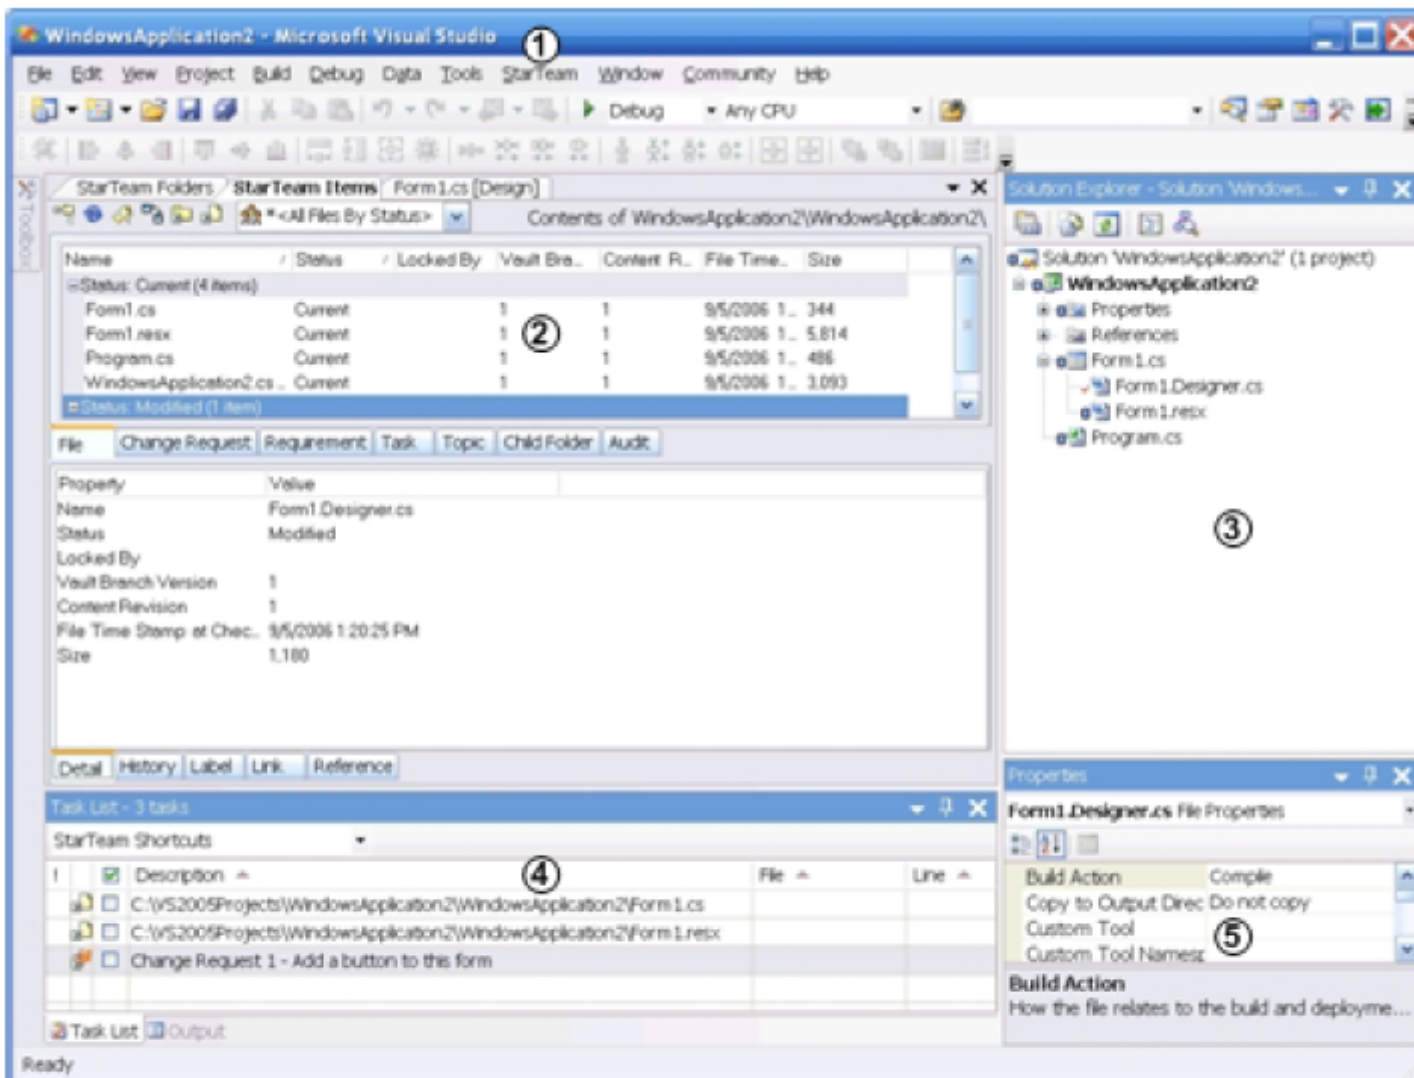 WindowsApplication2 - Microsoft Visual Studio
①
File Edit View Project Build Debug Data Tools StarTeam Window Community Help
Debug Any CPU
Toolbox
StarTeam Folders StarTeam Items Form1.cs [Design]
*<All Files By Status> Contents of WindowsApplication2\WindowsApplication2\
Name / Status / Locked By Vault Bra... Content R... File Time... Size
Status: Current (4 items)
Form1.cs Current 1 1 9/5/2006 1... 344
Form1.resx Current 1 1 9/5/2006 1... 5,814
②
Program.cs Current 1 1 9/5/2006 1... 486
WindowsApplication2.cs... Current 1 1 9/5/2006 1... 3,093
Status: Modified (1 item)
File Change Request Requirement Task Topic Child Folder Audit
Property Value
Name Form1.Designer.cs
Status Modified
Locked By
Vault Branch Version 1
Content Revision 1
File Time Stamp at Chec... 9/5/2006 1:20:25 PM
Size 1,180
Detail History Label Link Reference
Task List - 3 tasks
StarTeam Shortcuts
④
! Description File Line
C:\VS2005Projects\WindowsApplication2\WindowsApplication2\Form1.cs
C:\VS2005Projects\WindowsApplication2\WindowsApplication2\Form1.resx
Change Request 1 - Add a button to this form
Task List Output
Ready
Solution Explorer - Solution 'Windows...
Solution 'WindowsApplication2' (1 project)
WindowsApplication2
Properties
References
Form1.cs
Form1.Designer.cs
Form1.resx
Program.cs
③
Properties
Form1.Designer.cs File Properties
Build Action Compile
Copy to Output Direc Do not copy
Custom Tool
⑤
Custom Tool Namesp
Build Action
How the file relates to the build and deployme...